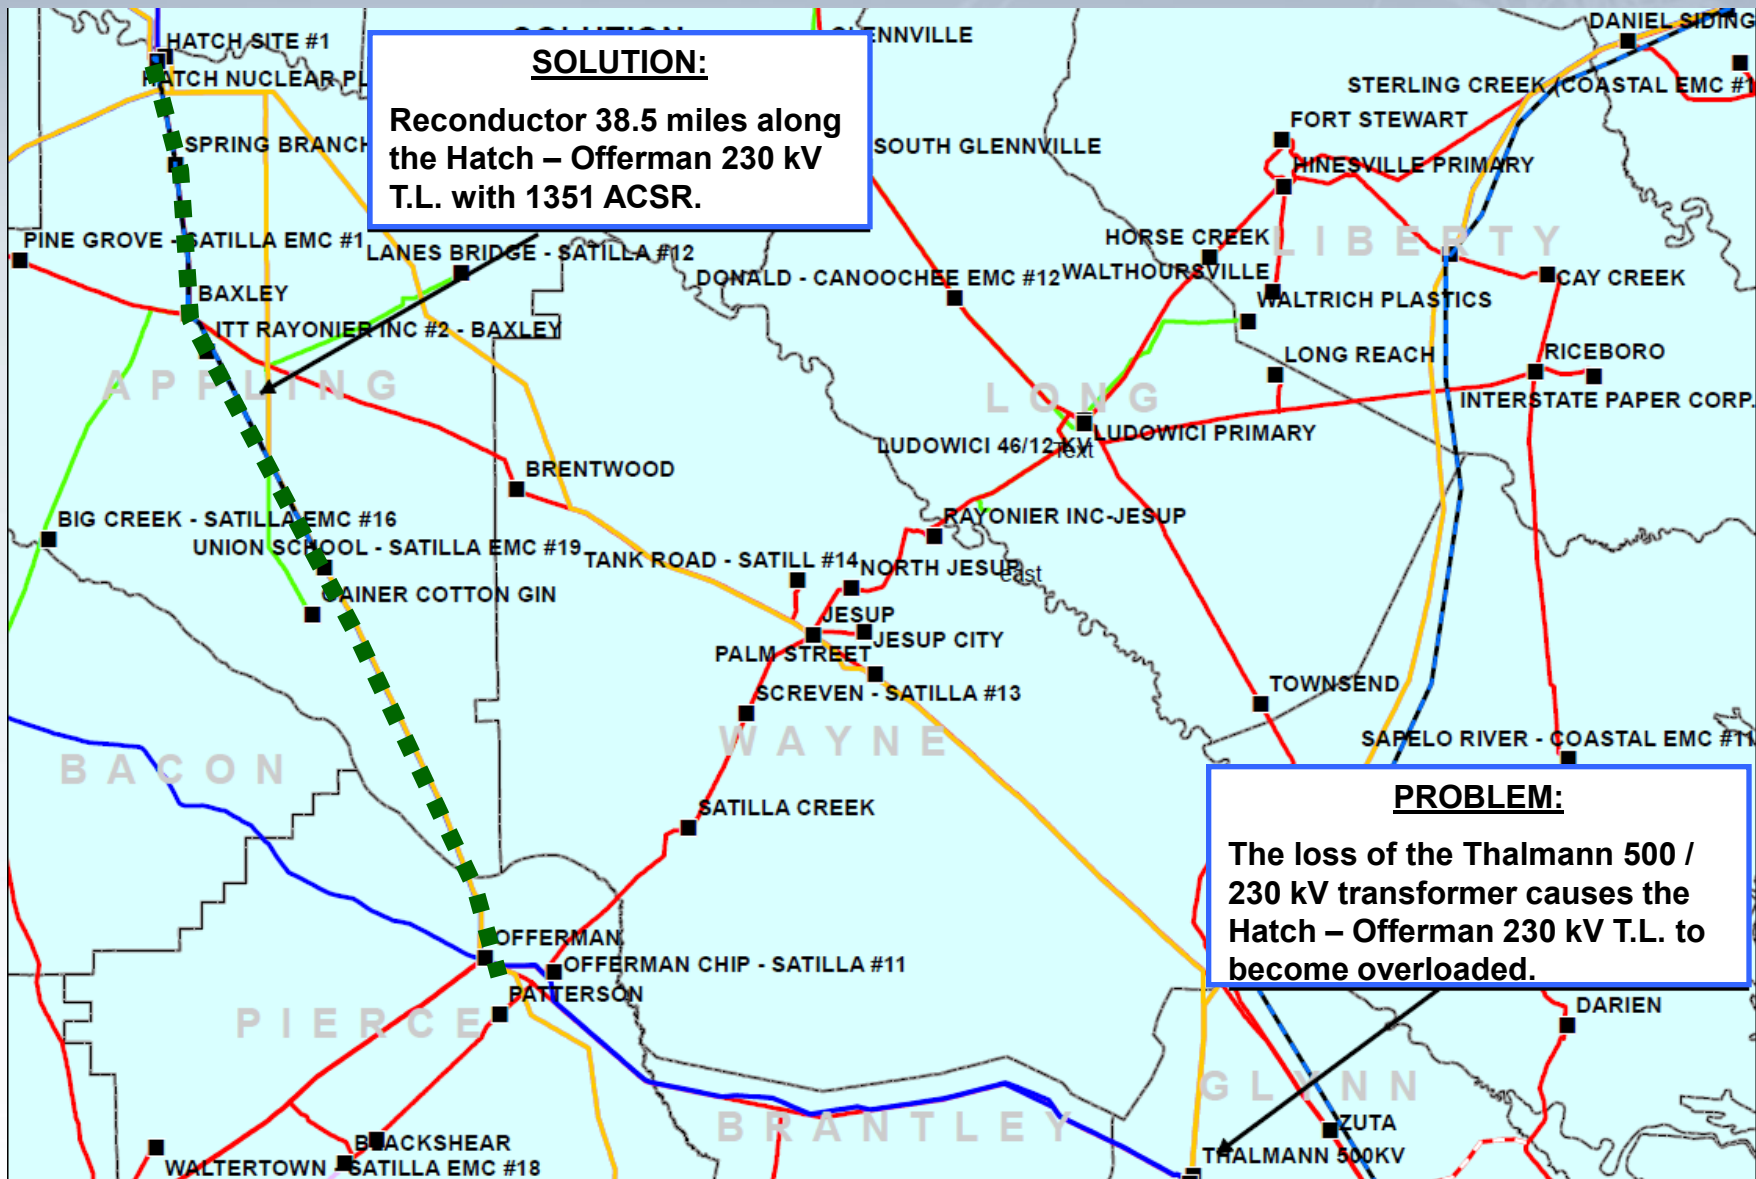 DANIEL SIDING
HATCH SITE #1
GLENNVILLE
SOLUTION:
HATCH NUCLEAR PL
STERLING CREEK (COASTAL EMC #1
Reconductor 38.5 miles along
the Hatch – Offerman 230 kV
T.L. with 1351 ACSR.
FORT STEWART
SPRING BRANCH
SOUTH GLENNVILLE
HINESVILLE PRIMARY
PINE GROVE - SATILLA EMC #1
LANES BRIDGE - SATILLA #12
HORSE CREEK
LIBERTY
DONALD - CANOOCHEE EMC #12
WALTHOURSVILLE
CAY CREEK
BAXLEY
WALTRICH PLASTICS
ITT RAYONIER INC #2 - BAXLEY
LONG REACH
RICEBORO
APPLING
LONG
INTERSTATE PAPER CORP.
LUDOWICI PRIMARY
LUDOWICI 46/12 KV
Text
BRENTWOOD
BIG CREEK - SATILLA EMC #16
RAYONIER INC-JESUP
UNION SCHOOL - SATILLA EMC #19
TANK ROAD - SATILL #14
NORTH JESUP
east
GAINER COTTON GIN
JESUP
JESUP CITY
PALM STREET
SCREVEN - SATILLA #13
TOWNSEND
WAYNE
SAPELO RIVER - COASTAL EMC #11
BACON
SATILLA CREEK
PROBLEM:
The loss of the Thalmann 500 /
230 kV transformer causes the
Hatch – Offerman 230 kV T.L. to
become overloaded.
OFFERMAN
OFFERMAN CHIP - SATILLA #11
PATTERSON
DARIEN
PIERCE
GLYNN
BRANTLEY
ZUTA
BLACKSHEAR
THALMANN 500KV
WALTERTOWN - SATILLA EMC #18